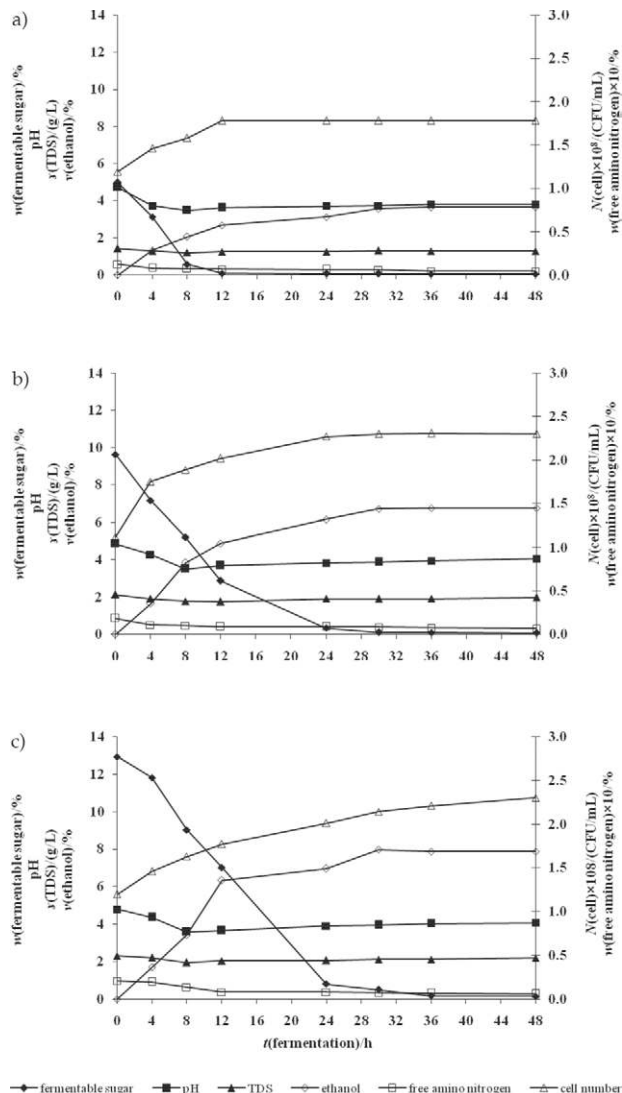 a)
w(fermentable sugar)/%
pH
γ(TDS)/(g/L)
v(ethanol)/%
14
12
10
8
6
4
2
0
3.0
2.5
2.0
1.5
1.0
0.5
0.0
N(cell)×10⁸/(CFU/mL)
w(free amino nitrogen)×10/%
0 4 8 12 16 20 24 28 32 36 40 44 48
b)
w(fermentable sugar)/%
pH
γ(TDS)/(g/L)
v(ethanol)/%
14
12
10
8
6
4
2
0
3.0
2.5
2.0
1.5
1.0
0.5
0.0
N(cell)×10⁸/(CFU/mL)
w(free amino nitrogen)×10/%
0 4 8 12 16 20 24 28 32 36 40 44 48
c)
w(fermentable sugar)/%
pH
γ(TDS)/(g/L)
v(ethanol)/%
14
12
10
8
6
4
2
0
3.0
2.5
2.0
1.5
1.0
0.5
0.0
N(cell)×108/(CFU/mL)
w(free amino nitrogen)×10/%
0 4 8 12 16 20 24 28 32 36 40 44 48
t(fermentation)/h
fermentable sugar pH TDS ethanol free amino nitrogen cell number